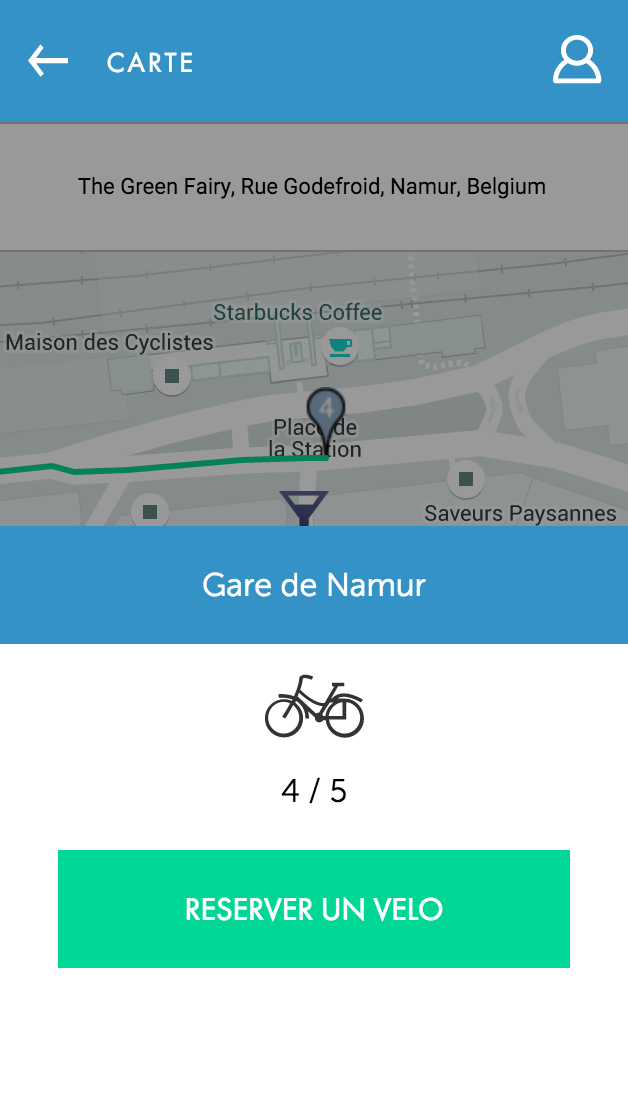 CARTE
The Green Fairy, Rue Godefroid, Namur, Belgium
Starbucks Coffee
Maison des Cyclistes
4
Place de
la Station
Saveurs Paysannes
Gare de Namur
4 / 5
RESERVER UN VELO